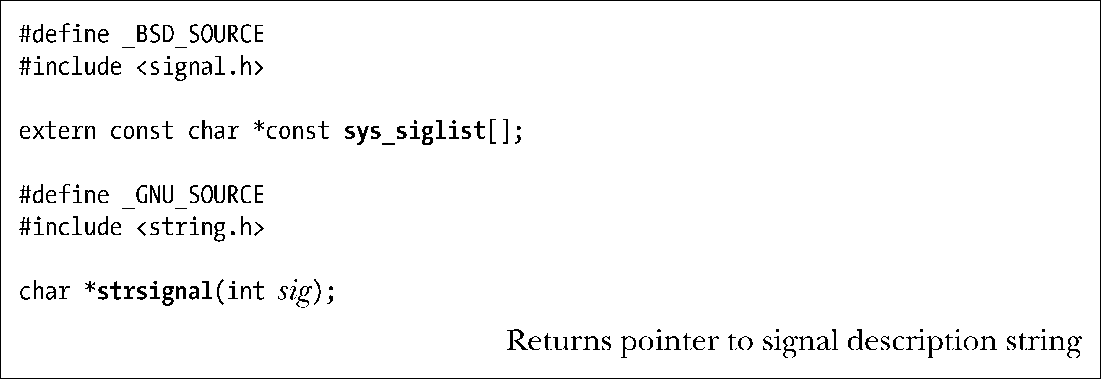 #define _BSD_SOURCE
#include <signal.h>
extern const char *const sys_siglist[];
#define _GNU_SOURCE
#include <string.h>
char *strsignal(int sig);
Returns pointer to signal description string